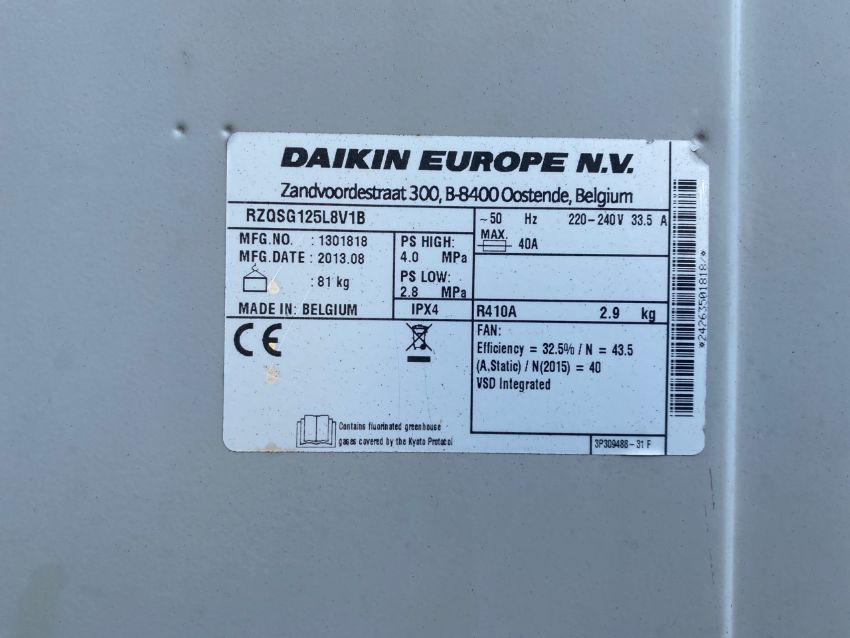 DAIKIN EUROPE N.V.
Zandvoordestraat 300, B-8400 Oostende, Belgium
RZQSG125L8V1B
~50 Hz 220-240V 33.5 A
MAX. 40A
MFG.NO. : 1301818
MFG.DATE : 2013.08
: 81 kg
PS HIGH:
4.0 MPa
PS LOW:
2.8 MPa
MADE IN: BELGIUM
IPX4
R410A 2.9 kg
CE
FAN:
Efficiency = 32.5% / N = 43.5
(A,Static) / N(2015) = 40
VSD Integrated
Contains fluorinated greenhouse
gases covered by the Kyoto Protocol
3P309488-31 F
*24263501818/*